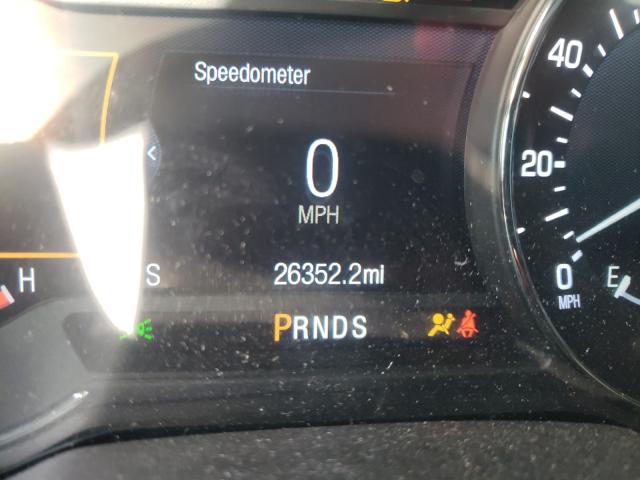 Speedometer
40
0
20
MPH
H
S
26352.2mi
0
E
MPH
PRNDS